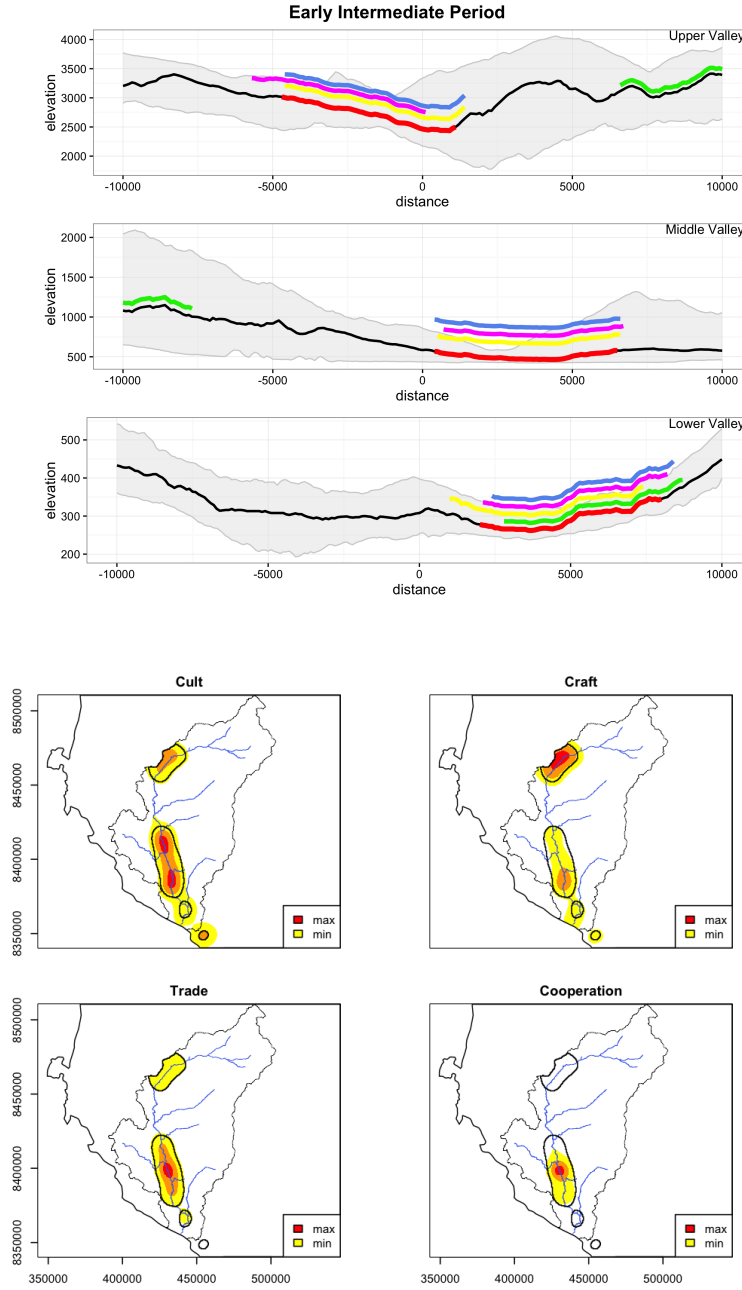 Early Intermediate Period
Upper Valley
elevation
4000
3500
3000
2500
2000
-10000 -5000 0 5000 10000
distance
Middle Valley
elevation
2000
1500
1000
500
-10000 -5000 0 5000 10000
distance
Lower Valley
elevation
500
400
300
200
-10000 -5000 0 5000 10000
distance
Cult Craft
8500000
8450000
8400000
8350000
max max
min min
Trade Cooperation
8500000
8450000
8400000
8350000
max max
min min
350000 400000 450000 500000 350000 400000 450000 500000